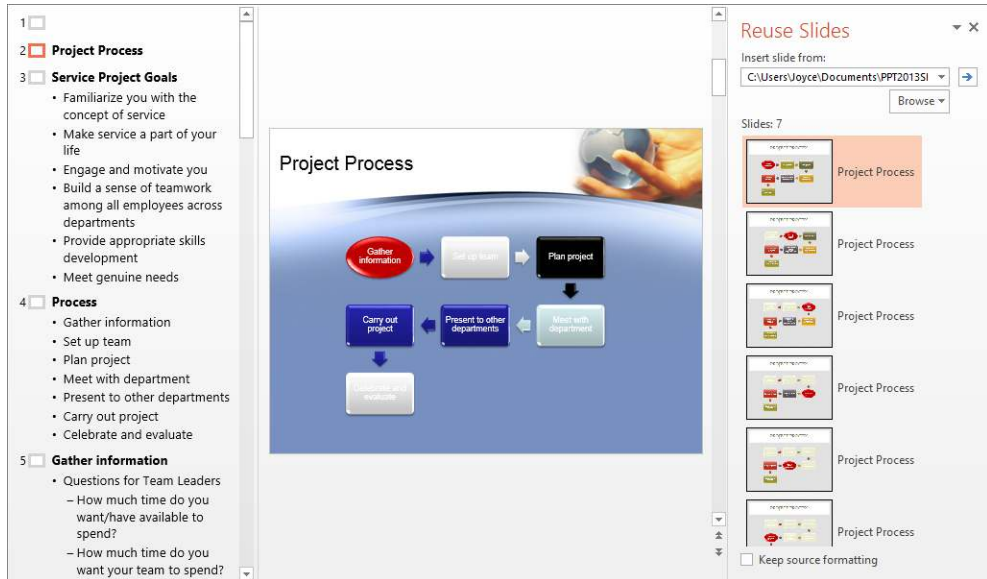 1
2 Project Process
3 Service Project Goals
• Familiarize you with the
concept of service
• Make service a part of your
life
• Engage and motivate you
• Build a sense of teamwork
among all employees across
departments
• Provide appropriate skills
development
• Meet genuine needs
4 Process
• Gather information
• Set up team
• Plan project
• Meet with department
• Present to other departments
• Carry out project
• Celebrate and evaluate
5 Gather information
• Questions for Team Leaders
– How much time do you
want/have available to
spend?
– How much time do you
want your team to spend?
Project Process
Gather
information
Set up team
Plan project
Carry out
project
Present to other
departments
Meet with
department
Celebrate and
evaluate
Reuse Slides
Insert slide from:
C:\Users\Joyce\Documents\PPT2013Sl
Browse
Slides: 7
Project Process
Project Process
Project Process
Project Process
Project Process
Project Process
Keep source formatting